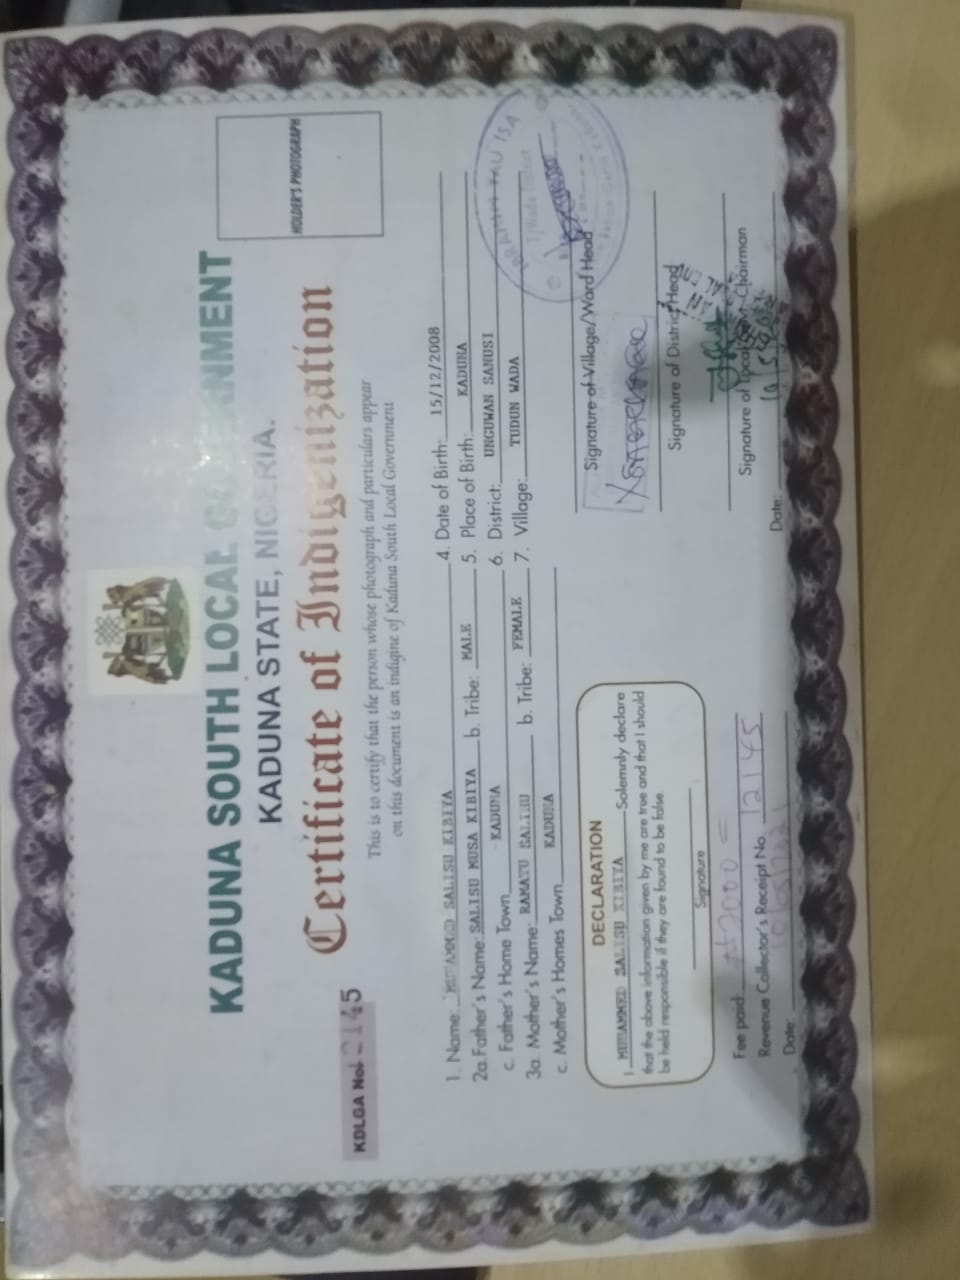 HOLDER'S PHOTOGRAPH
KADUNA SOUTH LOCAL GOVERNMENT
KADUNA STATE, NIGERIA.
Certificate of Indigenization
KDLGA No: 12145
This is to certify that the person whose photograph and particulars appear
on this document is an indigine of Kaduna South Local Government
1. Name: MUHAMMED SALISU KIBIYA 4. Date of Birth: 15/12/2008
2a. Father's Name: SALISU MUSA KIBIYA b. Tribe: MALE 5. Place of Birth: KADUNA
c. Father's Home Town KADUNA 6. District: UNGUWAN SANUSI
3a. Mother's Name: RAMATU SALISU b. Tribe: FEMALE 7. Village: TUDUN WADA
c. Mother's Homes Town KADUNA
DECLARATION
I MUHAMMED SALISU KIBIYA Solemnly declare
that the above information given by me are true and that I should
be held responsible if they are found to be false.
Signature
Signature of Village/Ward Head
Signature of District Head
Signature of Local Chairman
Date:
Fee paid: ₦2000=
Revenue Collector's Receipt No. 12145
Date:
ISA